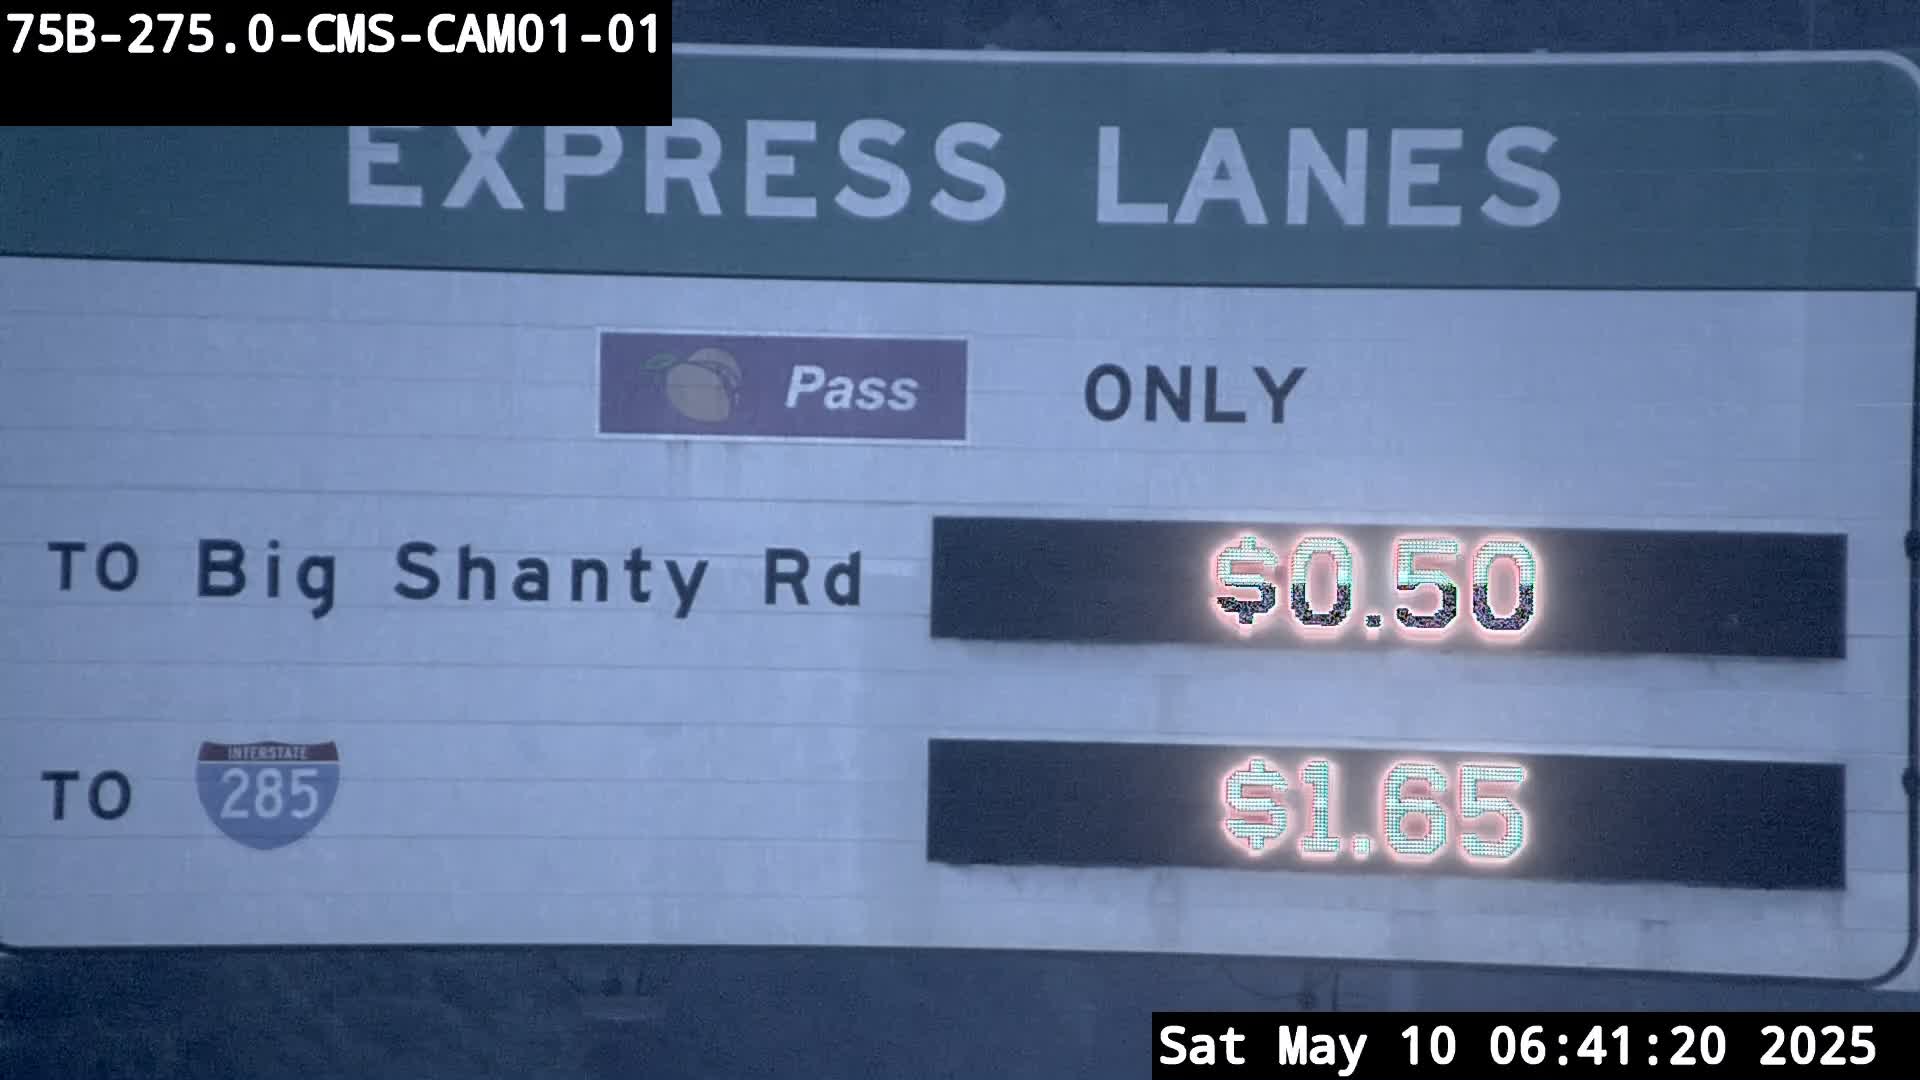 75B-275.0-CMS-CAM01-01
EXPRESS LANES
Pass ONLY
TO Big Shanty Rd $0.50
TO INTERSTATE 285 $1.65
Sat May 10 06:41:20 2025